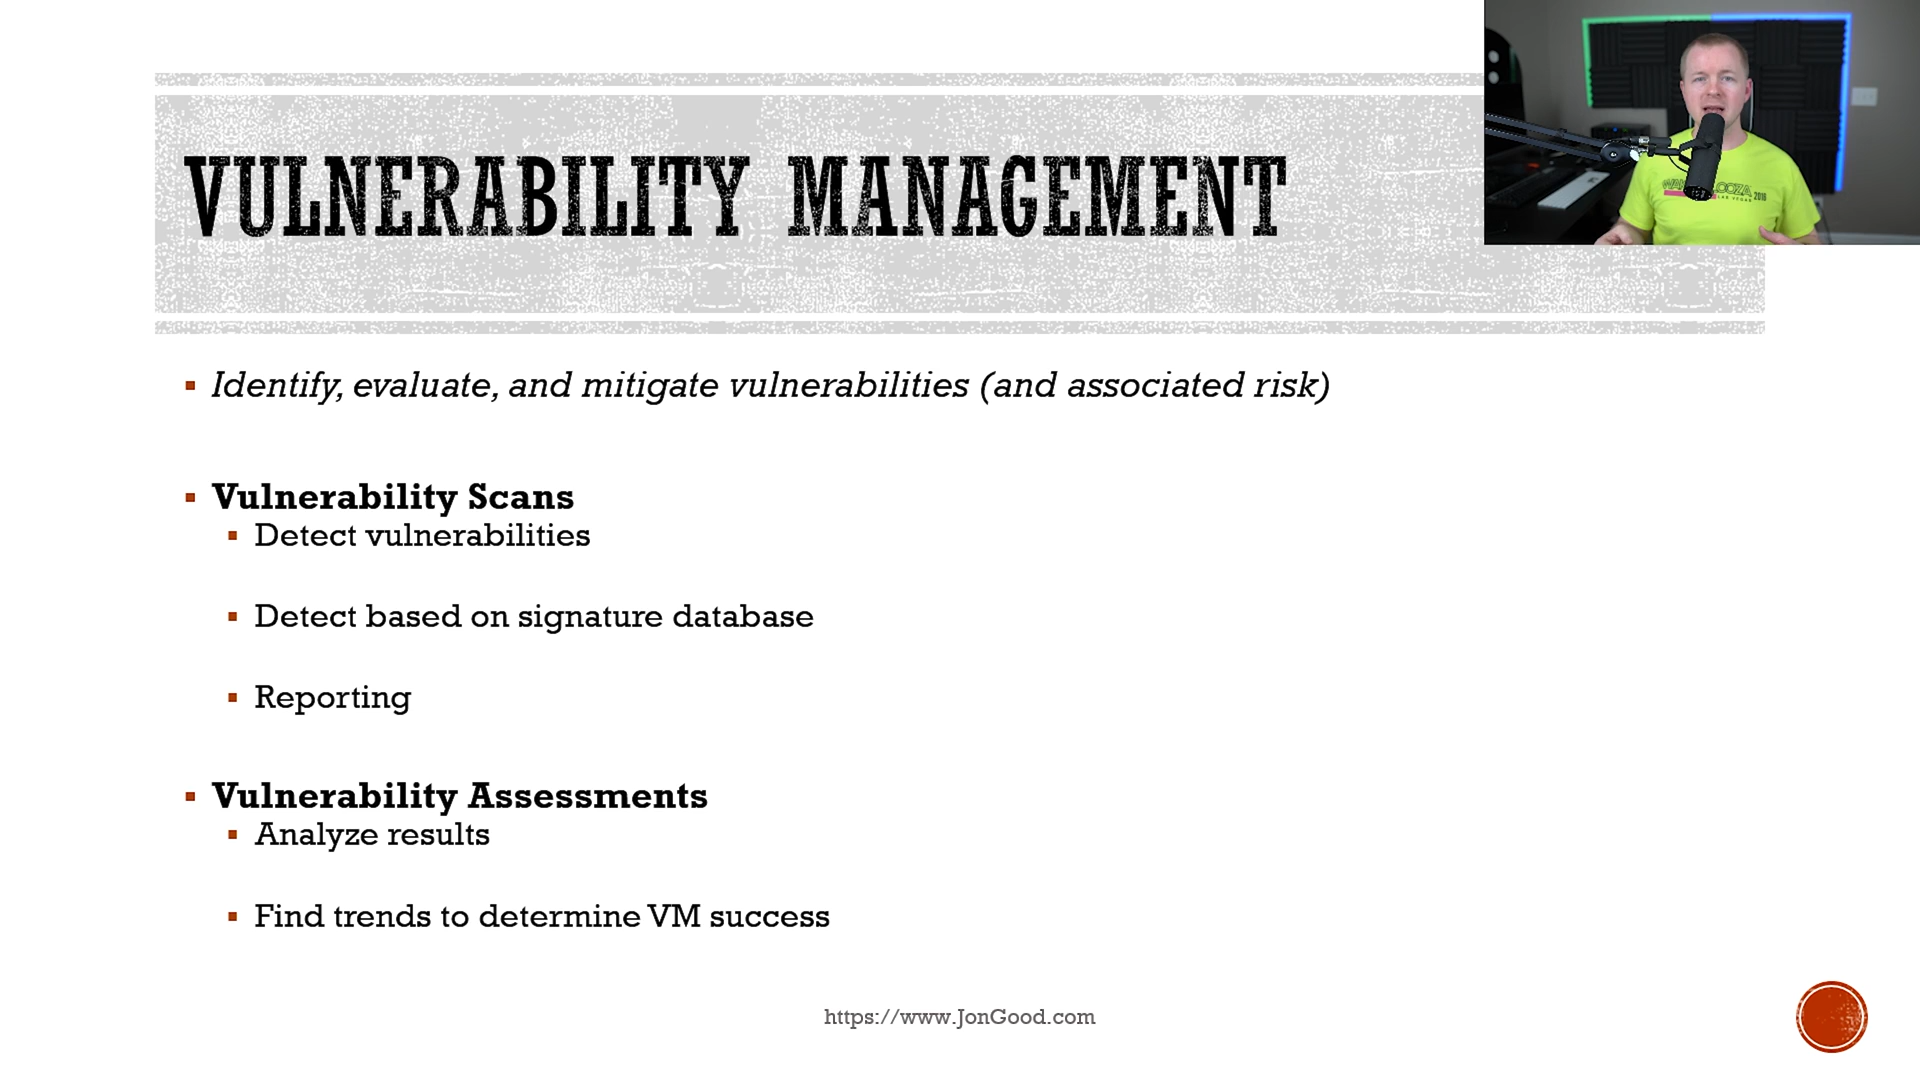 VULNERABILITY MANAGEMENT
Identify, evaluate, and mitigate vulnerabilities (and associated risk)
Vulnerability Scans
Detect vulnerabilities
Detect based on signature database
Reporting
Vulnerability Assessments
Analyze results
Find trends to determine VM success
https://www.JonGood.com